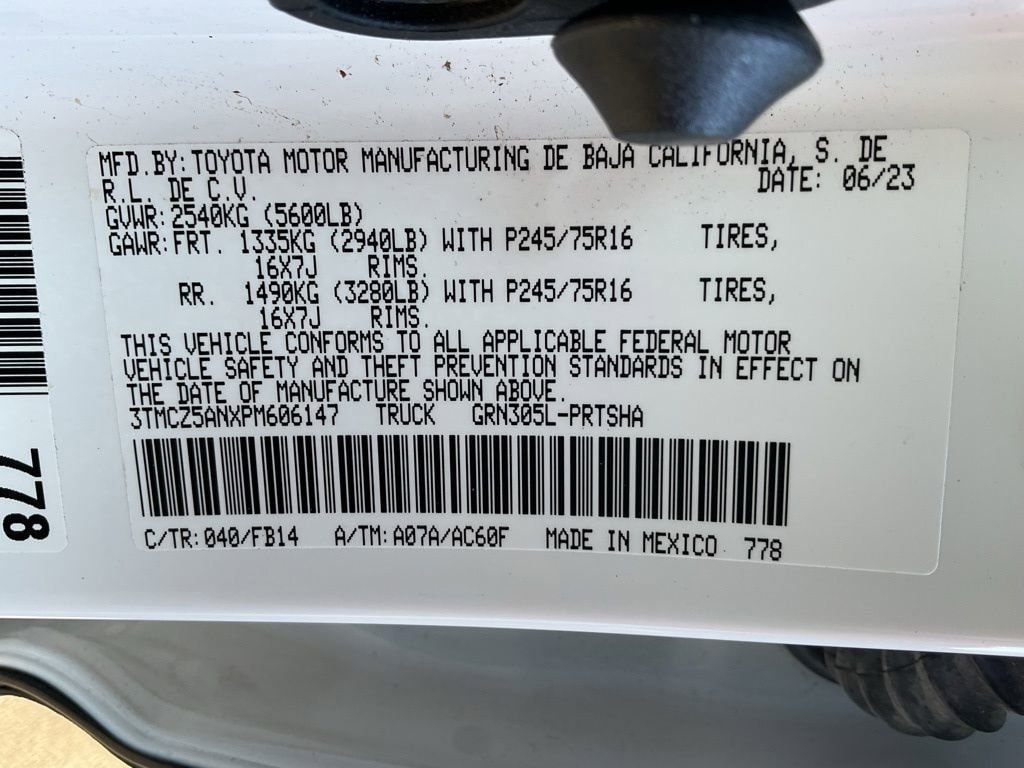 MFD.BY:TOYOTA MOTOR MANUFACTURING DE BAJA CALIFORNIA, S. DE
R.L. DE C.V. DATE: 06/23
GVWR:2540KG (5600LB)
GAWR:FRT. 1335KG (2940LB) WITH P245/75R16 TIRES,
16X7J RIMS.
RR. 1490KG (3280LB) WITH P245/75R16 TIRES,
16X7J RIMS.
THIS VEHICLE CONFORMS TO ALL APPLICABLE FEDERAL MOTOR
VEHICLE SAFETY AND THEFT PREVENTION STANDARDS IN EFFECT ON
THE DATE OF MANUFACTURE SHOWN ABOVE.
3TMCZ5ANXPM606147 TRUCK GRN305L-PRTSHA
C/TR:040/FB14 A/TM:A07A/AC60F MADE IN MEXICO 778
778